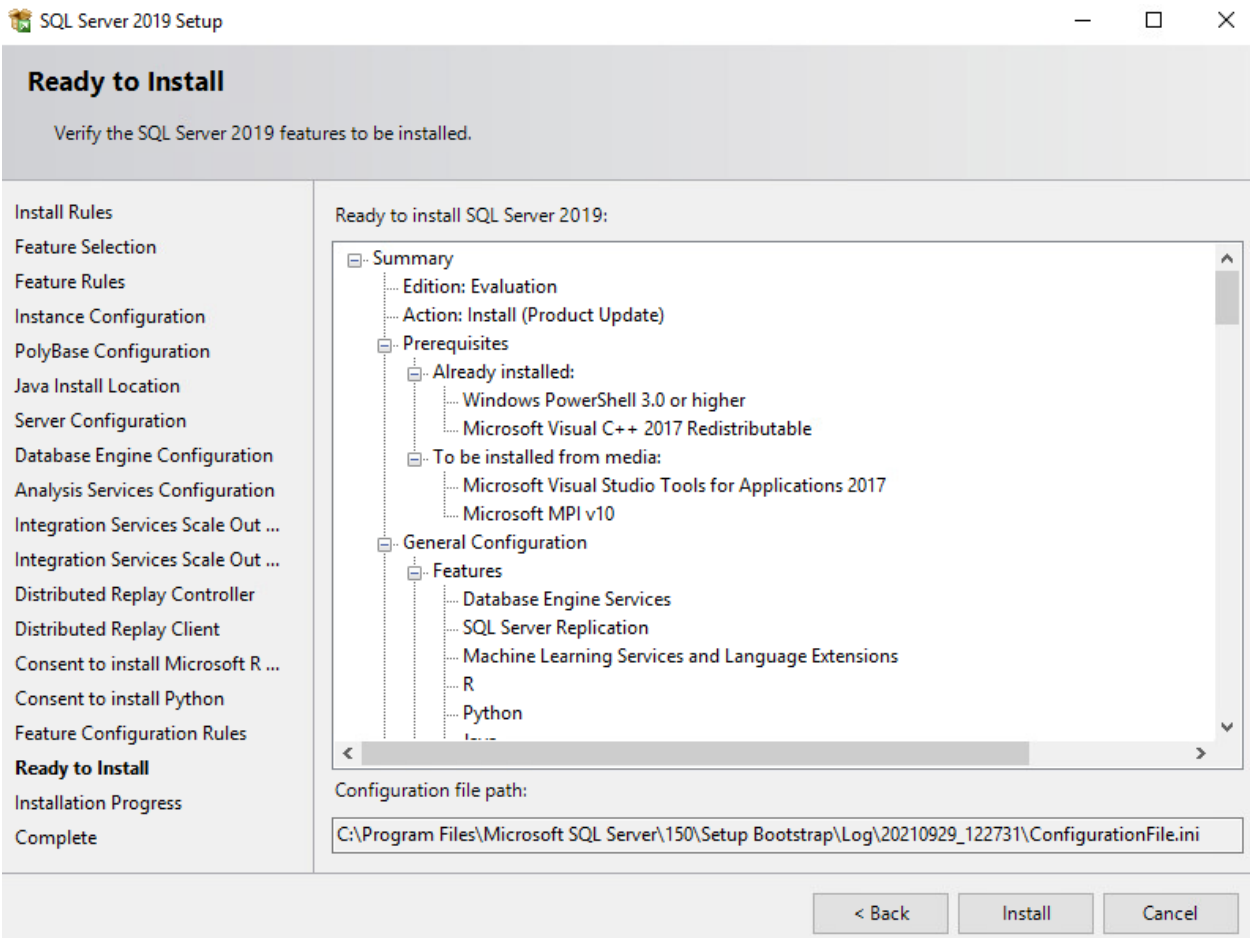 SQL Server 2019 Setup
Ready to Install
Verify the SQL Server 2019 features to be installed.
Install Rules
Feature Selection
Feature Rules
Instance Configuration
PolyBase Configuration
Java Install Location
Server Configuration
Database Engine Configuration
Analysis Services Configuration
Integration Services Scale Out ...
Integration Services Scale Out ...
Distributed Replay Controller
Distributed Replay Client
Consent to install Microsoft R ...
Consent to install Python
Feature Configuration Rules
Ready to Install
Installation Progress
Complete
Ready to install SQL Server 2019:
Summary
Edition: Evaluation
Action: Install (Product Update)
Prerequisites
Already installed:
Windows PowerShell 3.0 or higher
Microsoft Visual C++ 2017 Redistributable
To be installed from media:
Microsoft Visual Studio Tools for Applications 2017
Microsoft MPI v10
General Configuration
Features
Database Engine Services
SQL Server Replication
Machine Learning Services and Language Extensions
R
Python
Configuration file path:
C:\Program Files\Microsoft SQL Server\150\Setup Bootstrap\Log\20210929_122731\ConfigurationFile.ini
< Back
Install
Cancel